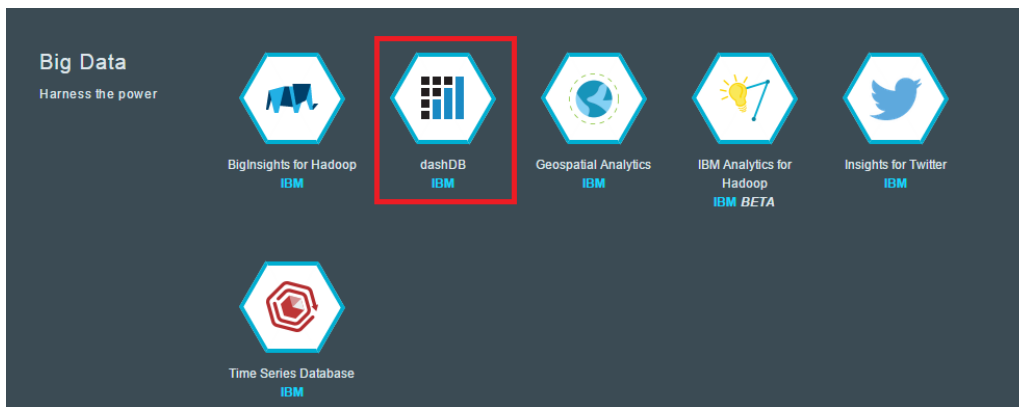 Big Data
Harness the power
BigInsights for Hadoop
IBM
dashDB
IBM
Geospatial Analytics
IBM
IBM Analytics for
Hadoop
IBM BETA
Insights for Twitter
IBM
Time Series Database
IBM